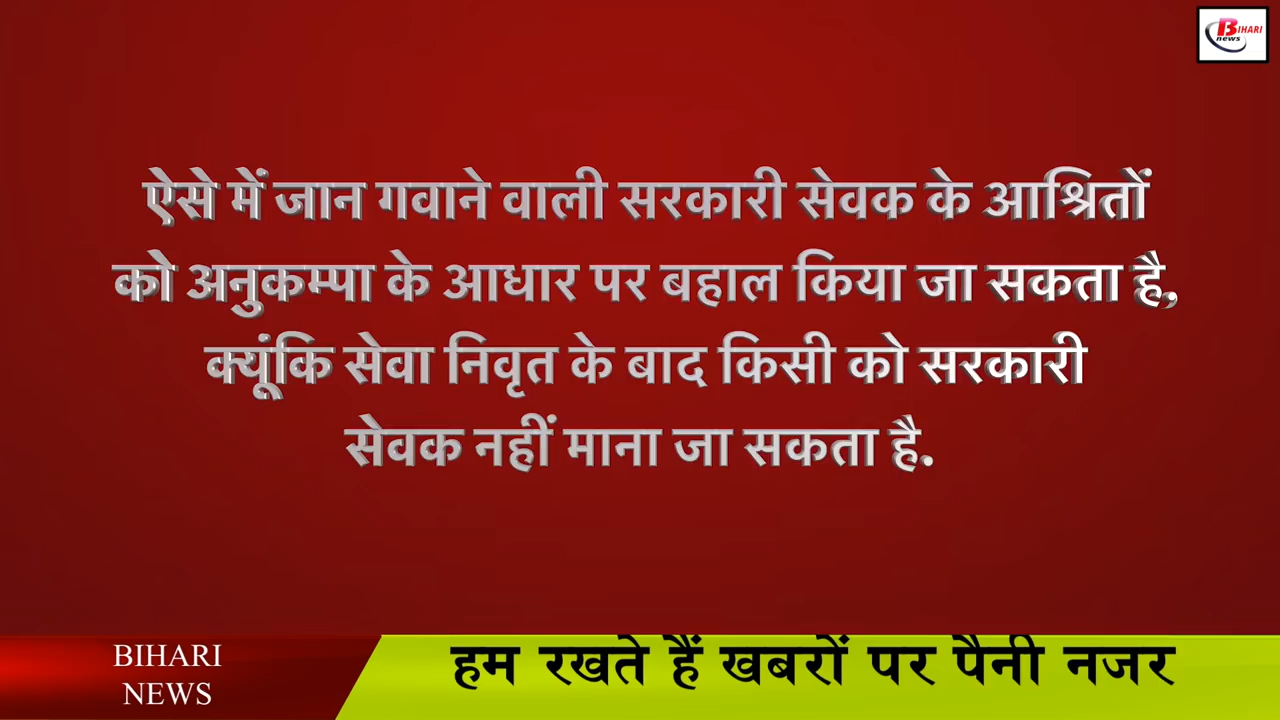 BIHARI
news
ऐसे में जान गवाने वाली सरकारी सेवक के आश्रितों
को अनुकम्पा के आधार पर बहाल किया जा सकता है,
क्यूंकि सेवा निवृत के बाद किसी को सरकारी
सेवक नहीं माना जा सकता है.
BIHARI
NEWS
हम रखते हैं खबरों पर पैनी नजर